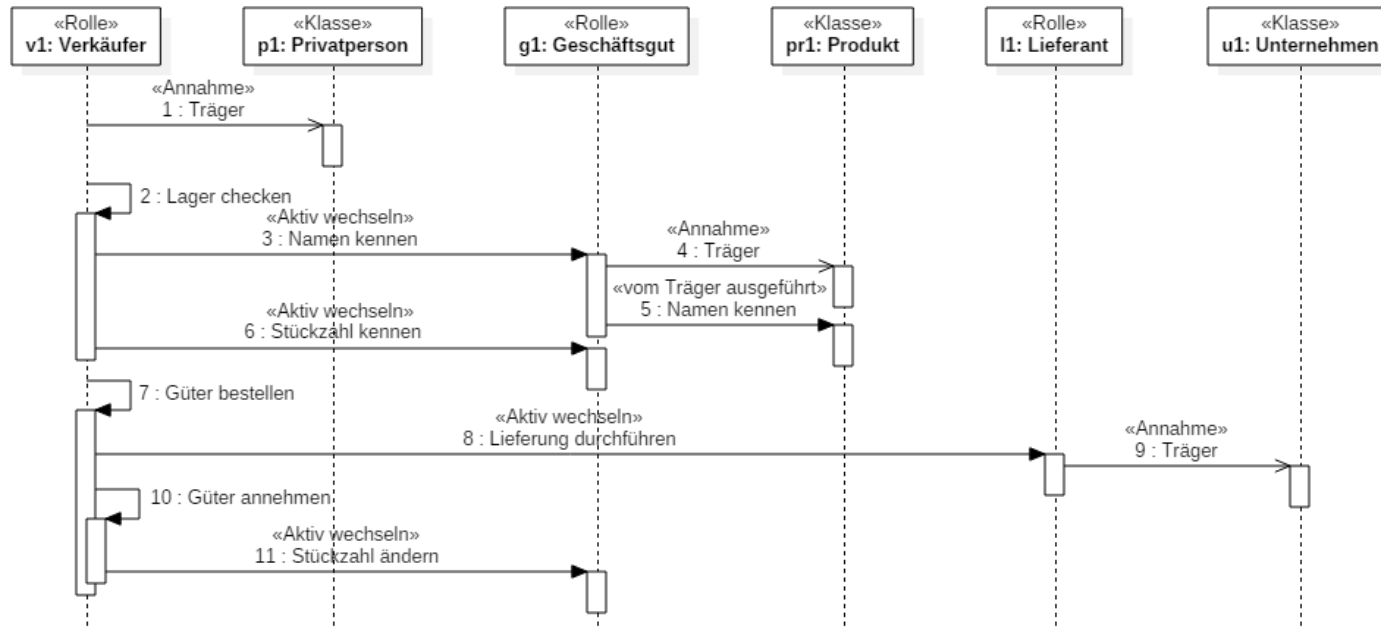 «Rolle»
v1: Verkäufer
«Klasse»
p1: Privatperson
«Rolle»
g1: Geschäftsgut
«Klasse»
pr1: Produkt
«Rolle»
l1: Lieferant
«Klasse»
u1: Unternehmen
«Annahme»
1 : Träger
2 : Lager checken
«Aktiv wechseln»
3 : Namen kennen
«Annahme»
4 : Träger
«vom Träger ausgeführt»
5 : Namen kennen
«Aktiv wechseln»
6 : Stückzahl kennen
7 : Güter bestellen
«Aktiv wechseln»
8 : Lieferung durchführen
«Annahme»
9 : Träger
10 : Güter annehmen
«Aktiv wechseln»
11 : Stückzahl ändern